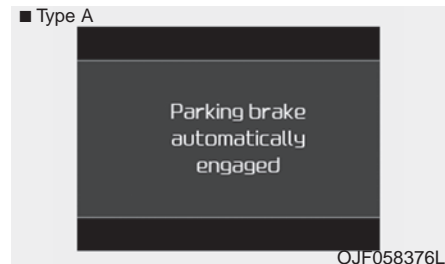 ■ Type A
Parking brake
automatically
engaged
OJF058376L